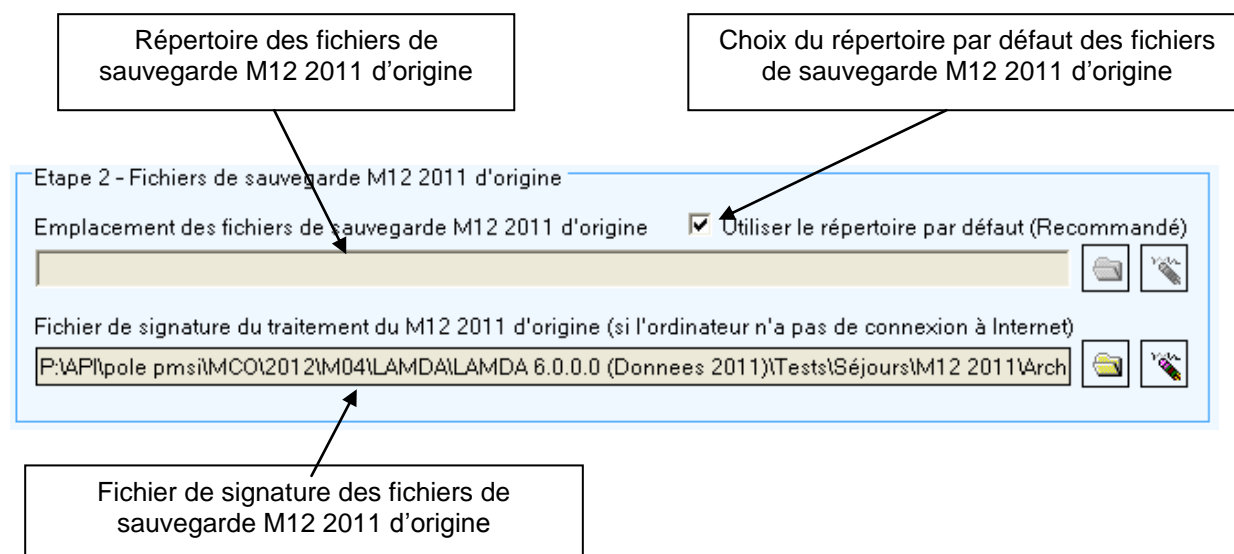 Répertoire des fichiers de
sauvegarde M12 2011 d'origine
Choix du répertoire par défaut des fichiers
de sauvegarde M12 2011 d'origine
Etape 2 - Fichiers de sauvegarde M12 2011 d'origine
Emplacement des fichiers de sauvegarde M12 2011 d'origine
Utiliser le répertoire par défaut (Recommandé)
Fichier de signature du traitement du M12 2011 d'origine (si l'ordinateur n'a pas de connexion à Internet)
P:\API\pole pmsi\MCO\2012\M04\LAMDA\LAMDA 6.0.0.0 (Donnees 2011)\Tests\Séjours\M12 2011\Arch
Fichier de signature des fichiers de
sauvegarde M12 2011 d'origine